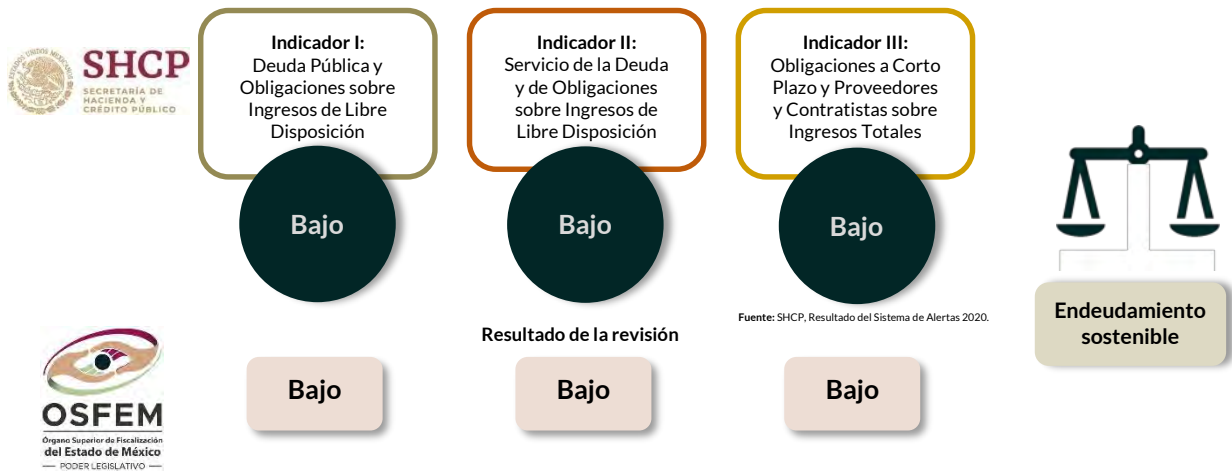 SHCP
SECRETARÍA DE
HACIENDA Y
CRÉDITO PÚBLICO
Indicador I:
Deuda Pública y
Obligaciones sobre
Ingresos de Libre
Disposición
Bajo
Indicador II:
Servicio de la Deuda
y de Obligaciones
sobre Ingresos de
Libre Disposición
Bajo
Indicador III:
Obligaciones a Corto
Plazo y Proveedores
y Contratistas sobre
Ingresos Totales
Bajo
Fuente: SHCP, Resultado del Sistema de Alertas 2020.
Endeudamiento
sostenible
Resultado de la revisión
OSFEM
Órgano Superior de Fiscalización
del Estado de México
PODER LEGISLATIVO
Bajo
Bajo
Bajo